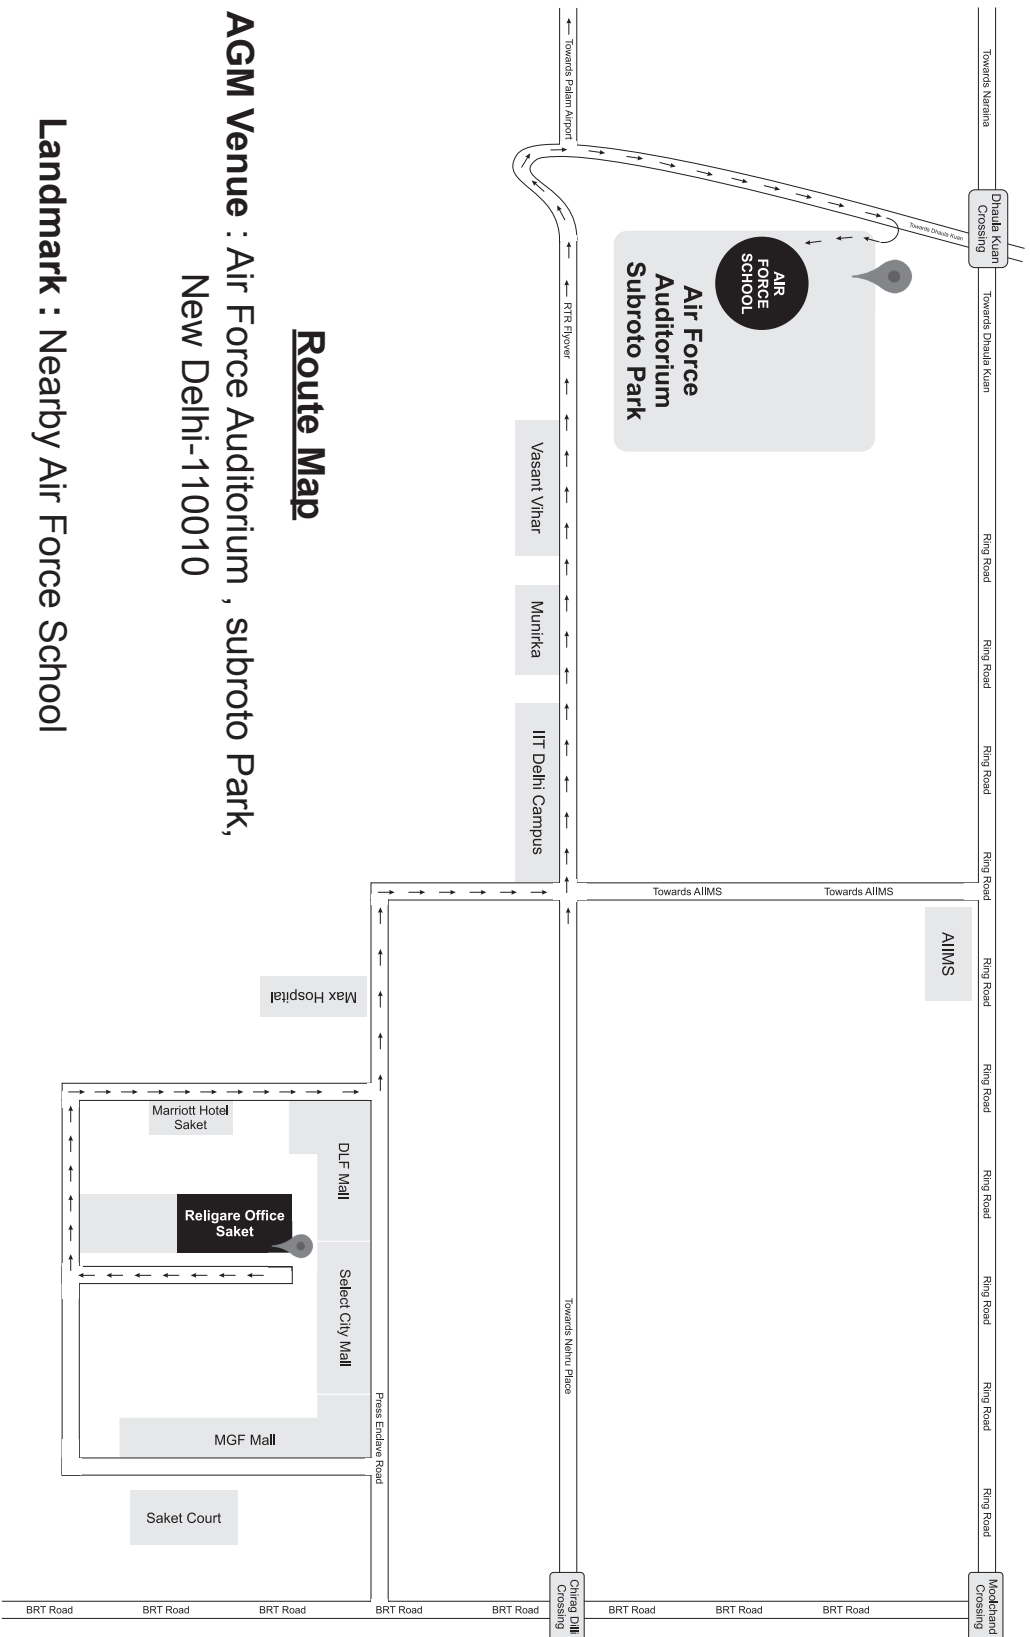 Towards Naraina
Dhaula Kuan
Crossing
Towards Dhaula Kuan
Ring Road
Ring Road
Ring Road
Ring Road
Ring Road
Ring Road
Ring Road
Ring Road
Ring Road
Ring Road
Moolchand
Crossing
Towards Dhaula Kuan
AIR
FORCE
SCHOOL
Air Force
Auditorium
Subroto Park
AIIMS
Towards AIIMS
Towards AIIMS
Towards Palam Airport
RTR Flyover
Towards Nehru Place
Chirag Dilli
Crossing
Vasant Vihar
Munirka
IIT Delhi Campus
Press Enclave Road
Max Hospital
DLF Mall
Select City Mall
MGF Mall
Marriott Hotel
Saket
Religare Office
Saket
Saket Court
BRT Road
BRT Road
BRT Road
BRT Road
BRT Road
BRT Road
BRT Road
BRT Road
Route Map
AGM Venue : Air Force Auditorium , subroto Park,
New Delhi-110010
Landmark : Nearby Air Force School